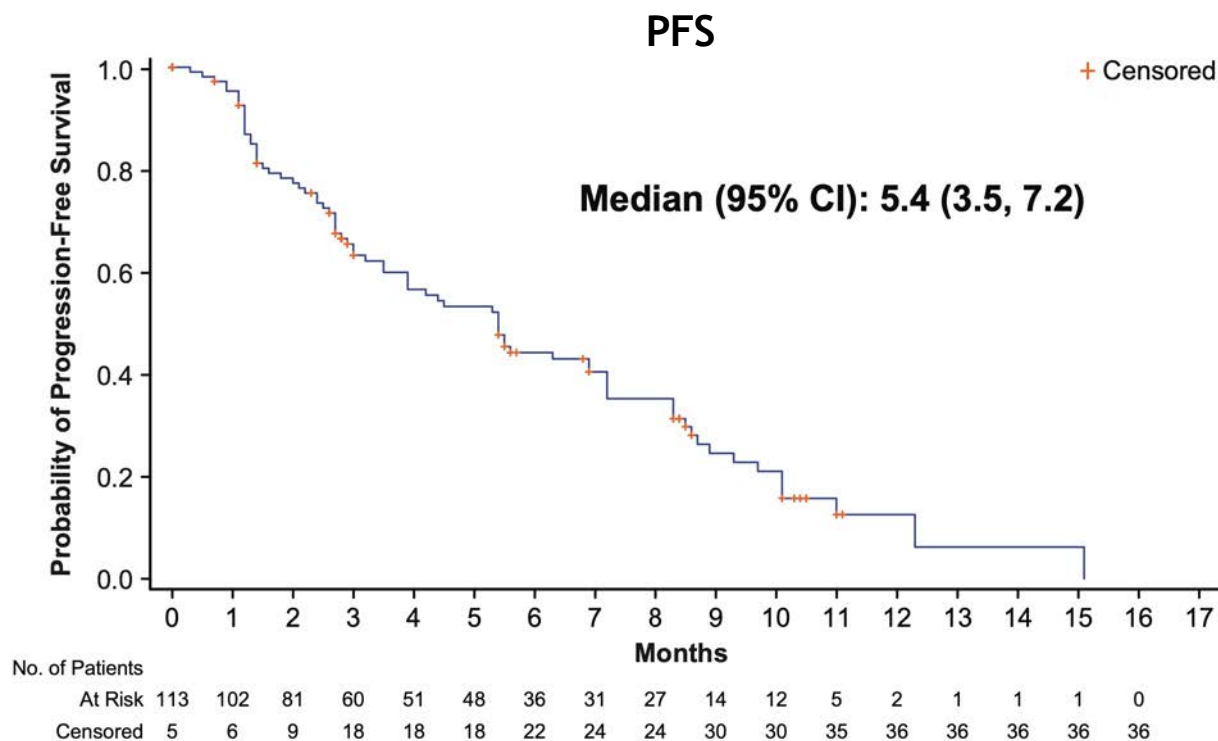 PFS
+ Censored
Median (95% CI): 5.4 (3.5, 7.2)
Probability of Progression-Free Survival
1.0
0.8
0.6
0.4
0.2
0.0
0 1 2 3 4 5 6 7 8 9 10 11 12 13 14 15 16 17
Months
No. of Patients
At Risk 113 102 81 60 51 48 36 31 27 14 12 5 2 1 1 1 0
Censored 5 6 9 18 18 18 22 24 24 30 30 35 36 36 36 36 36